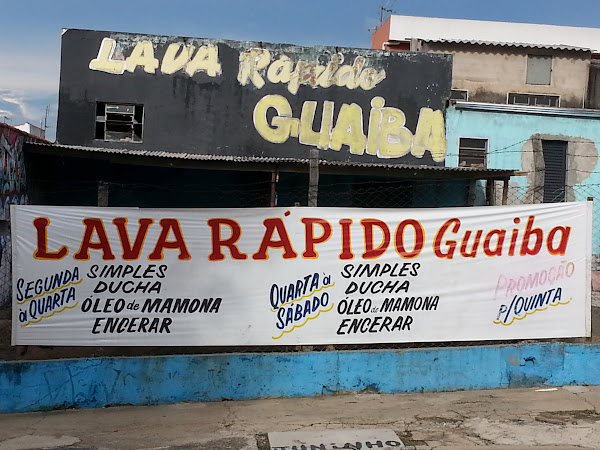 LAVA Rápido
GUAIBA
LAVA RÁPIDO Guaiba
SEGUNDA
à QUARTA
SIMPLES
DUCHA
ÓLEO de MAMONA
ENCERAR
QUARTA à
SÁBADO
SIMPLES
DUCHA
ÓLEO de MAMONA
ENCERAR
PROMOÇÃO
P/QUINTA
TUNINHO